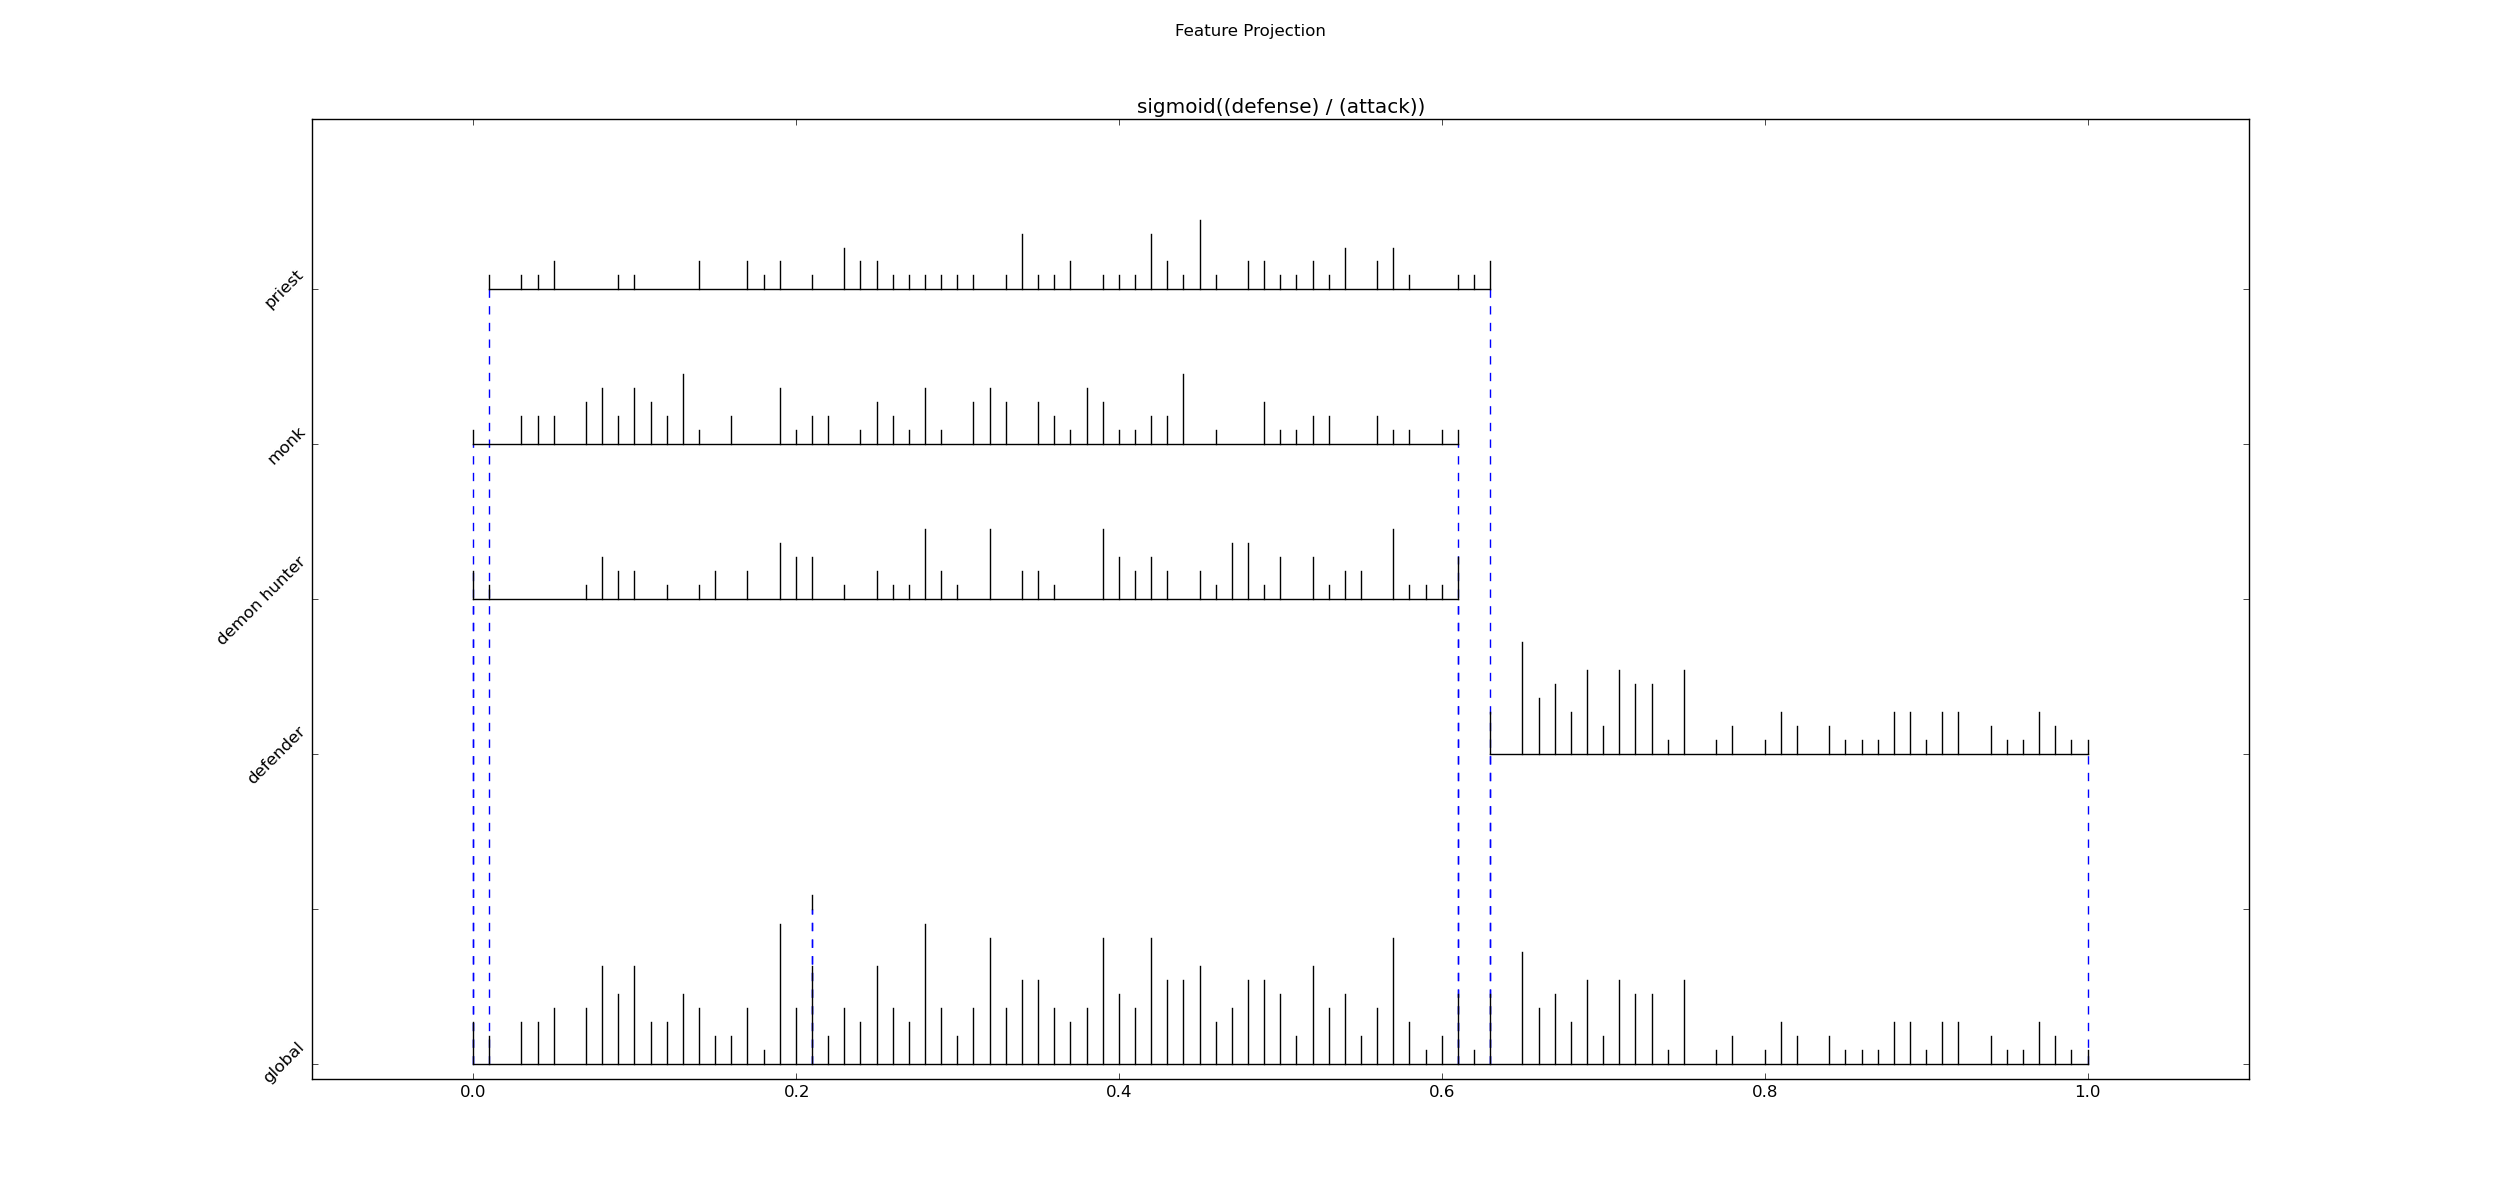 Feature Projection
sigmoid((defense) / (attack))
priest
monk
demon hunter
defender
global
0.0 0.2 0.4 0.6 0.8 1.0